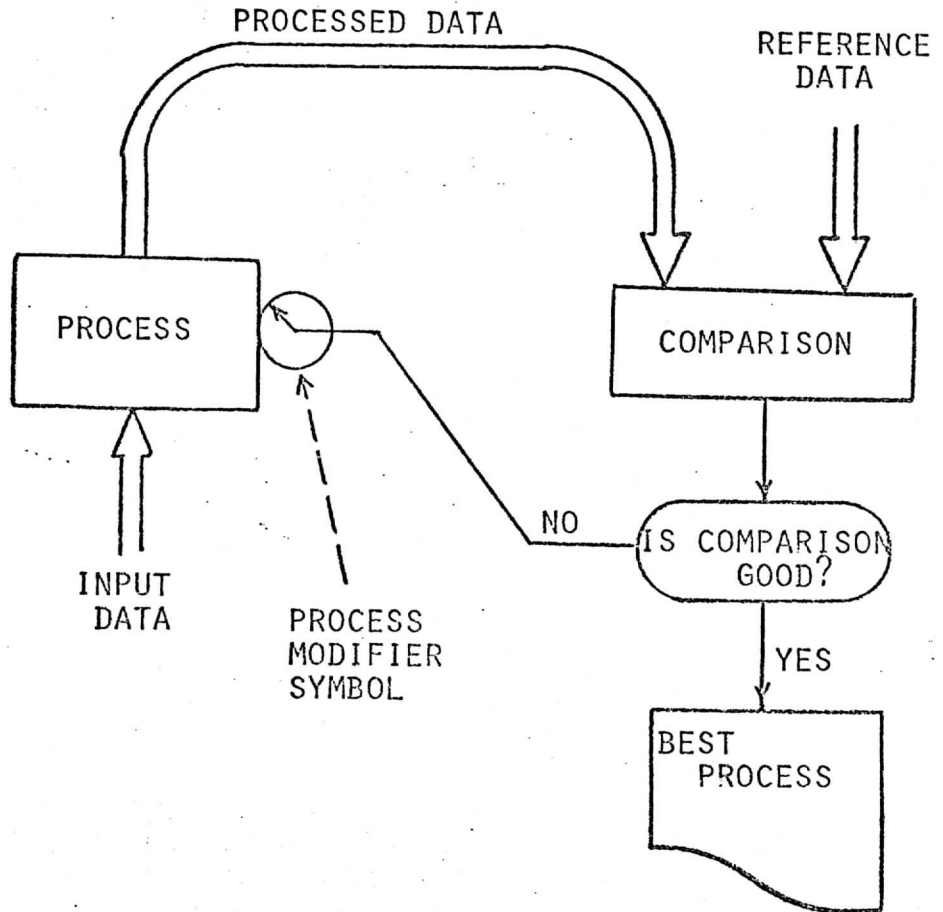 PROCESSED DATA
REFERENCE
DATA
PROCESS
COMPARISON
NO
IS COMPARISON
GOOD?
INPUT
DATA
PROCESS
MODIFIER
SYMBOL
YES
BEST
PROCESS